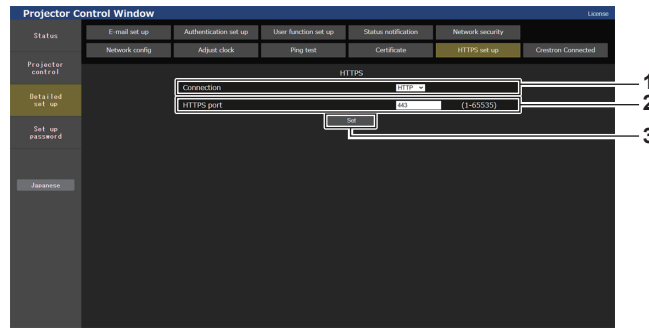 Projector Control Window
License
Status
E-mail set up
Authentication set up
User function set up
Status notification
Network security
Network config
Adjust clock
Ping test
Certificate
HTTPS set up
Crestron Connected
Projector
control
Detailed
set up
Set up
password
Japanese
HTTPS
Connection HTTP 1
HTTPS port 443 (1-65535) 2
Set 3